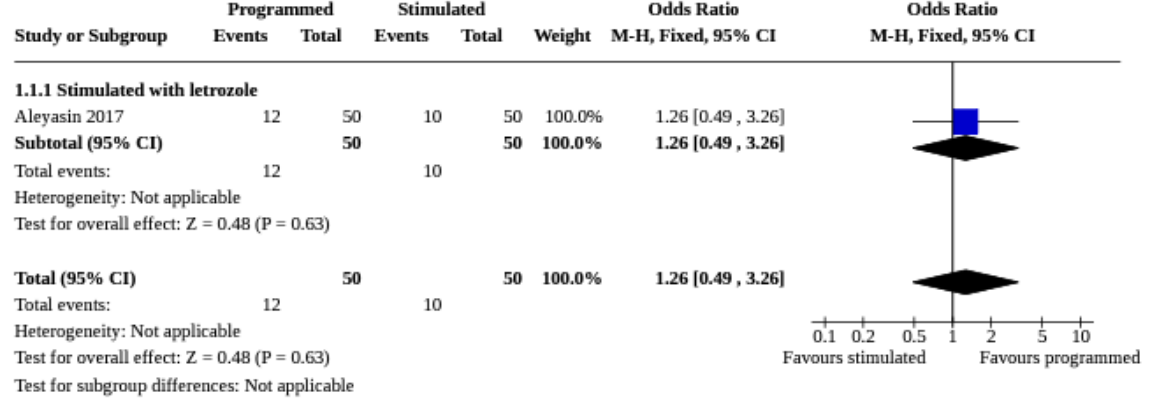 Programmed Stimulated Odds Ratio Odds Ratio
Study or Subgroup Events Total Events Total Weight M-H, Fixed, 95% CI M-H, Fixed, 95% CI
1.1.1 Stimulated with letrozole
Aleyasin 2017 12 50 10 50 100.0% 1.26 [0.49 , 3.26]
Subtotal (95% CI) 50 50 100.0% 1.26 [0.49 , 3.26]
Total events: 12 10
Heterogeneity: Not applicable
Test for overall effect: Z = 0.48 (P = 0.63)
Total (95% CI) 50 50 100.0% 1.26 [0.49 , 3.26]
Total events: 12 10
Heterogeneity: Not applicable
0.1 0.2 0.5 1 2 5 10
Test for overall effect: Z = 0.48 (P = 0.63) Favours stimulated Favours programmed
Test for subgroup differences: Not applicable